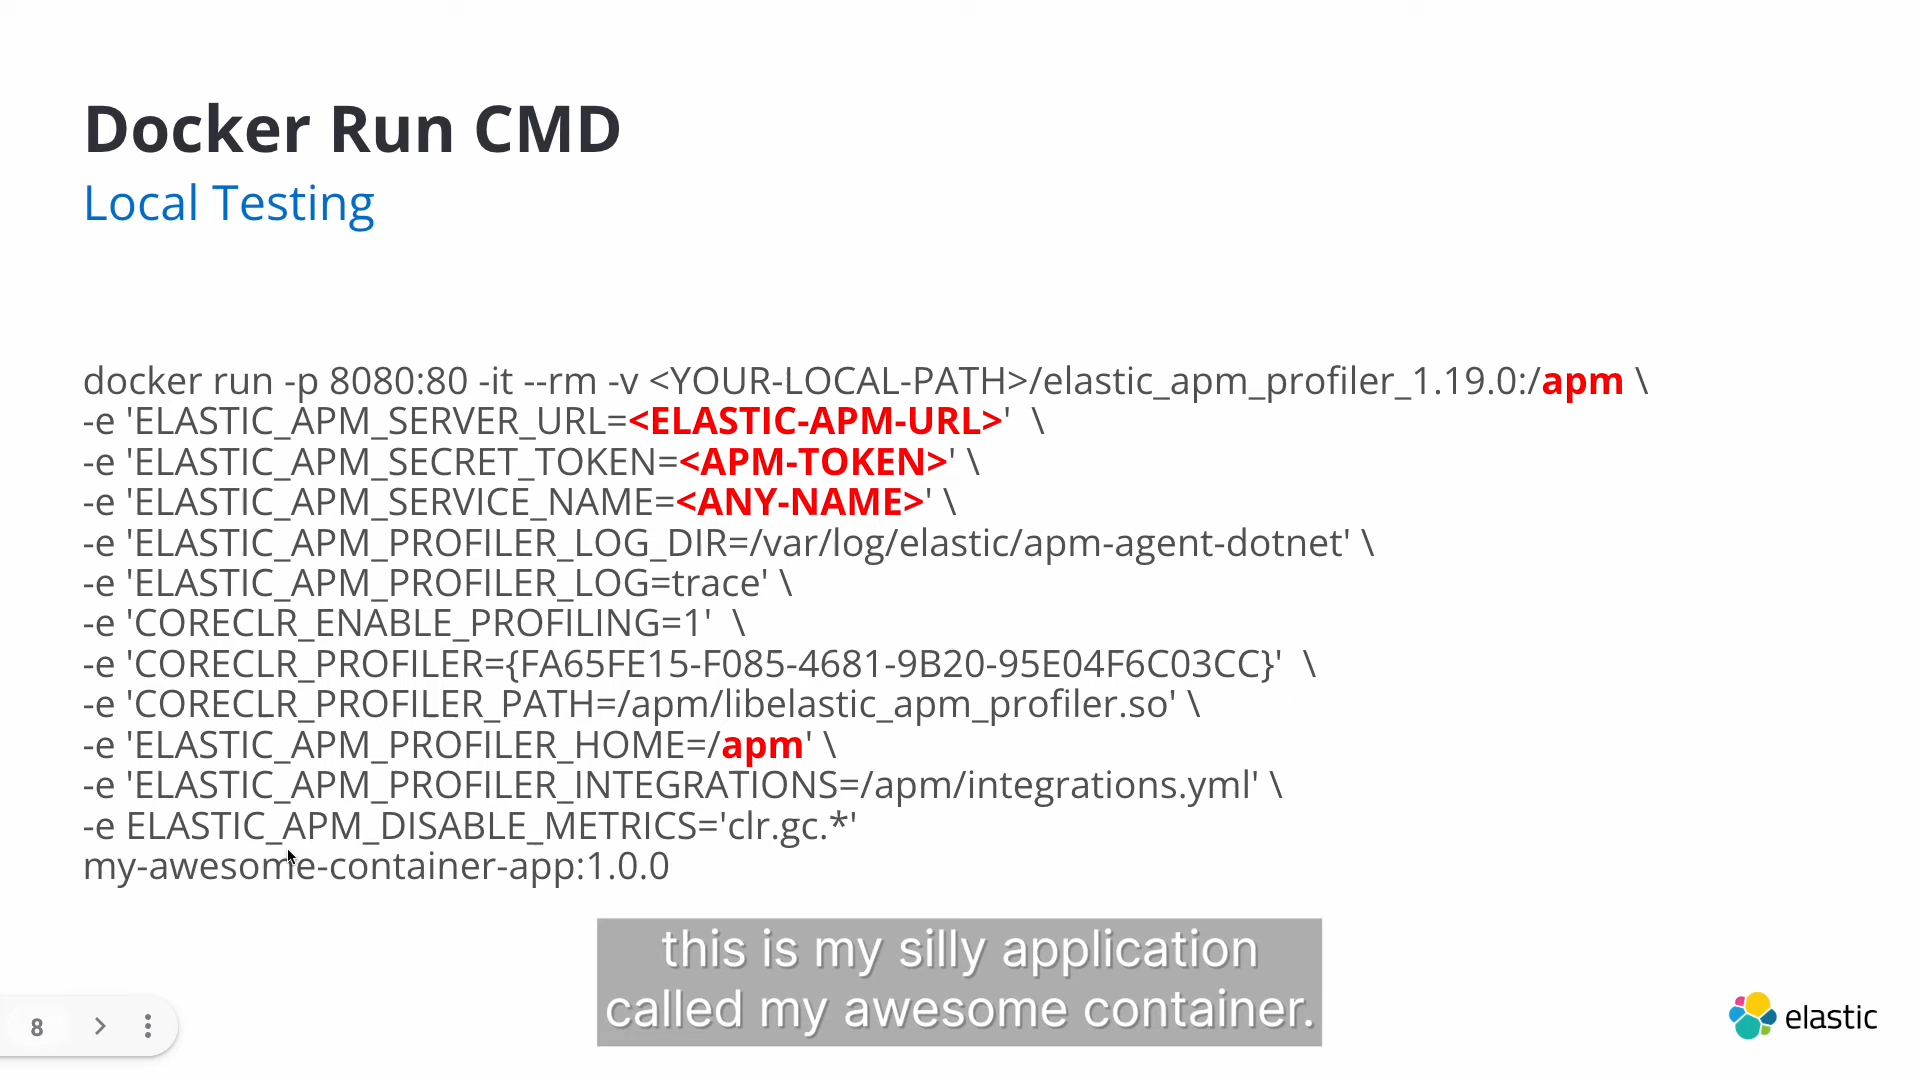 Docker Run CMD
Local Testing
docker run -p 8080:80 -it --rm -v <YOUR-LOCAL-PATH>/elastic_apm_profiler_1.19.0:/apm \
-e 'ELASTIC_APM_SERVER_URL=<ELASTIC-APM-URL>'  \
-e 'ELASTIC_APM_SECRET_TOKEN=<APM-TOKEN>' \
-e 'ELASTIC_APM_SERVICE_NAME=<ANY-NAME>' \
-e 'ELASTIC_APM_PROFILER_LOG_DIR=/var/log/elastic/apm-agent-dotnet' \
-e 'ELASTIC_APM_PROFILER_LOG=trace' \
-e 'CORECLR_ENABLE_PROFILING=1'  \
-e 'CORECLR_PROFILER={FA65FE15-F085-4681-9B20-95E04F6C03CC}'  \
-e 'CORECLR_PROFILER_PATH=/apm/libelastic_apm_profiler.so' \
-e 'ELASTIC_APM_PROFILER_HOME=/apm' \
-e 'ELASTIC_APM_PROFILER_INTEGRATIONS=/apm/integrations.yml' \
-e ELASTIC_APM_DISABLE_METRICS='clr.gc.*'
my-awesome-container-app:1.0.0
this is my silly application
called my awesome container.
8
elastic